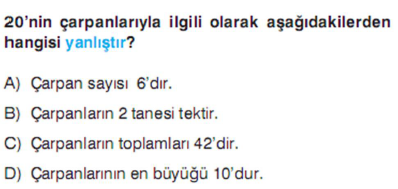 20'nin çarpanlarıyla ilgili olarak aşağıdakilerden
hangisi yanlıştır?
A) Çarpan sayısı 6'dır.
B) Çarpanların 2 tanesi tektir.
C) Çarpanların toplamları 42'dir.
D) Çarpanlarının en büyüğü 10'dur.